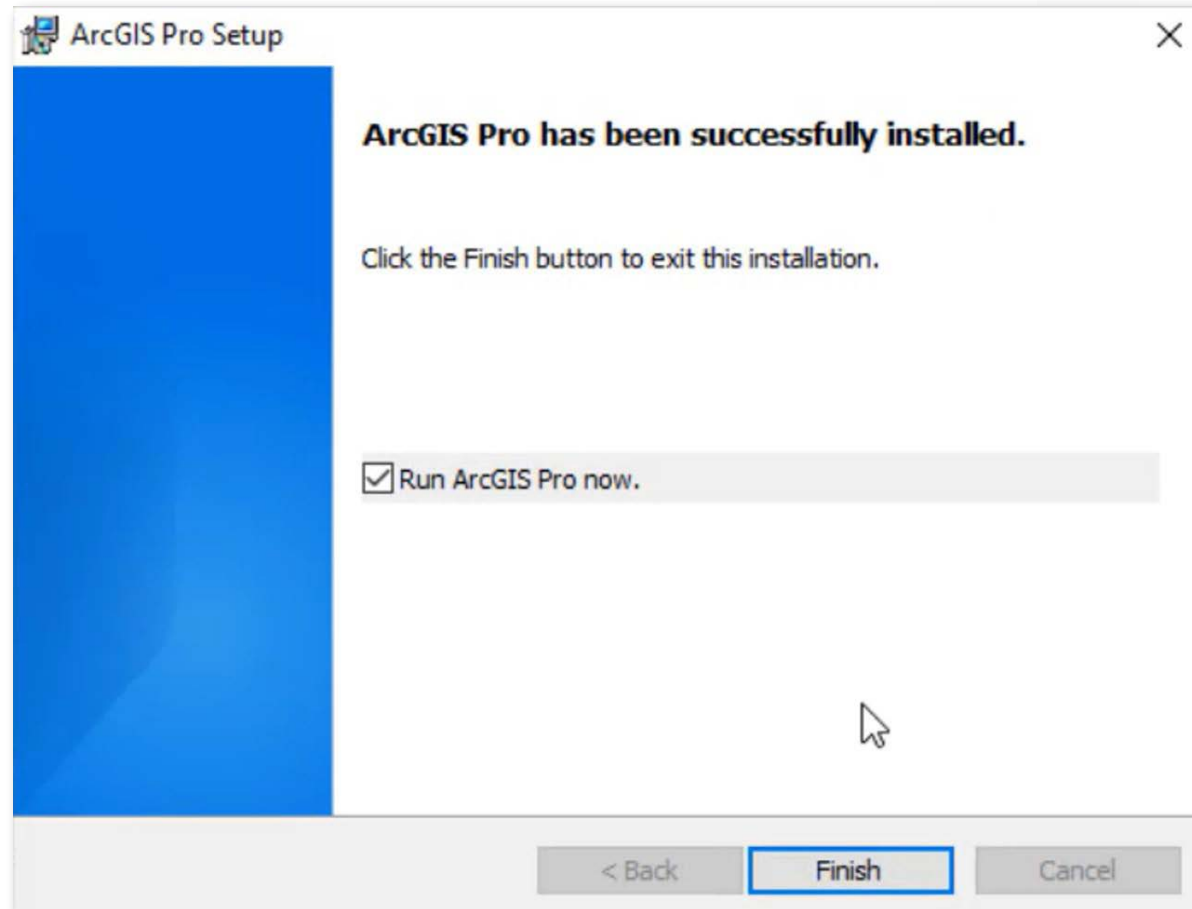 ArcGIS Pro Setup
ArcGIS Pro has been successfully installed.
Click the Finish button to exit this installation.
Run ArcGIS Pro now.
< Back
Finish
Cancel